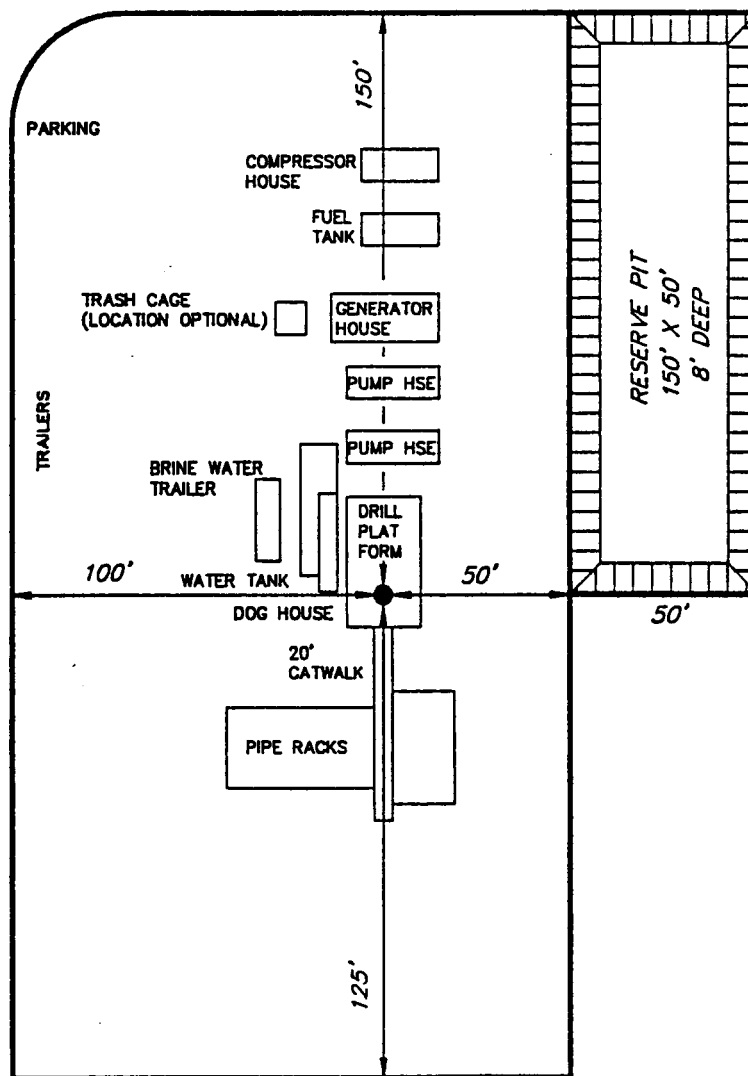 150'
PARKING
COMPRESSOR
HOUSE
FUEL
TANK
TRASH CAGE
(LOCATION OPTIONAL)
GENERATOR
HOUSE
RESERVE PIT
150' X 50'
8' DEEP
PUMP HSE
TRAILERS
PUMP HSE
BRINE WATER
TRAILER
DRILL
PLAT
FORM
100'
WATER TANK
50'
DOG HOUSE
50'
20'
CATWALK
PIPE RACKS
125'